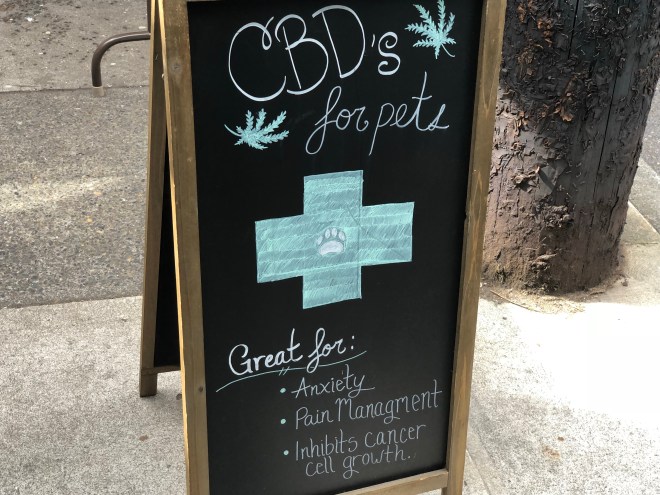 CBD's
for pets
Great for:
• Anxiety
• Pain Managment
• Inhibits cancer
cell growth.